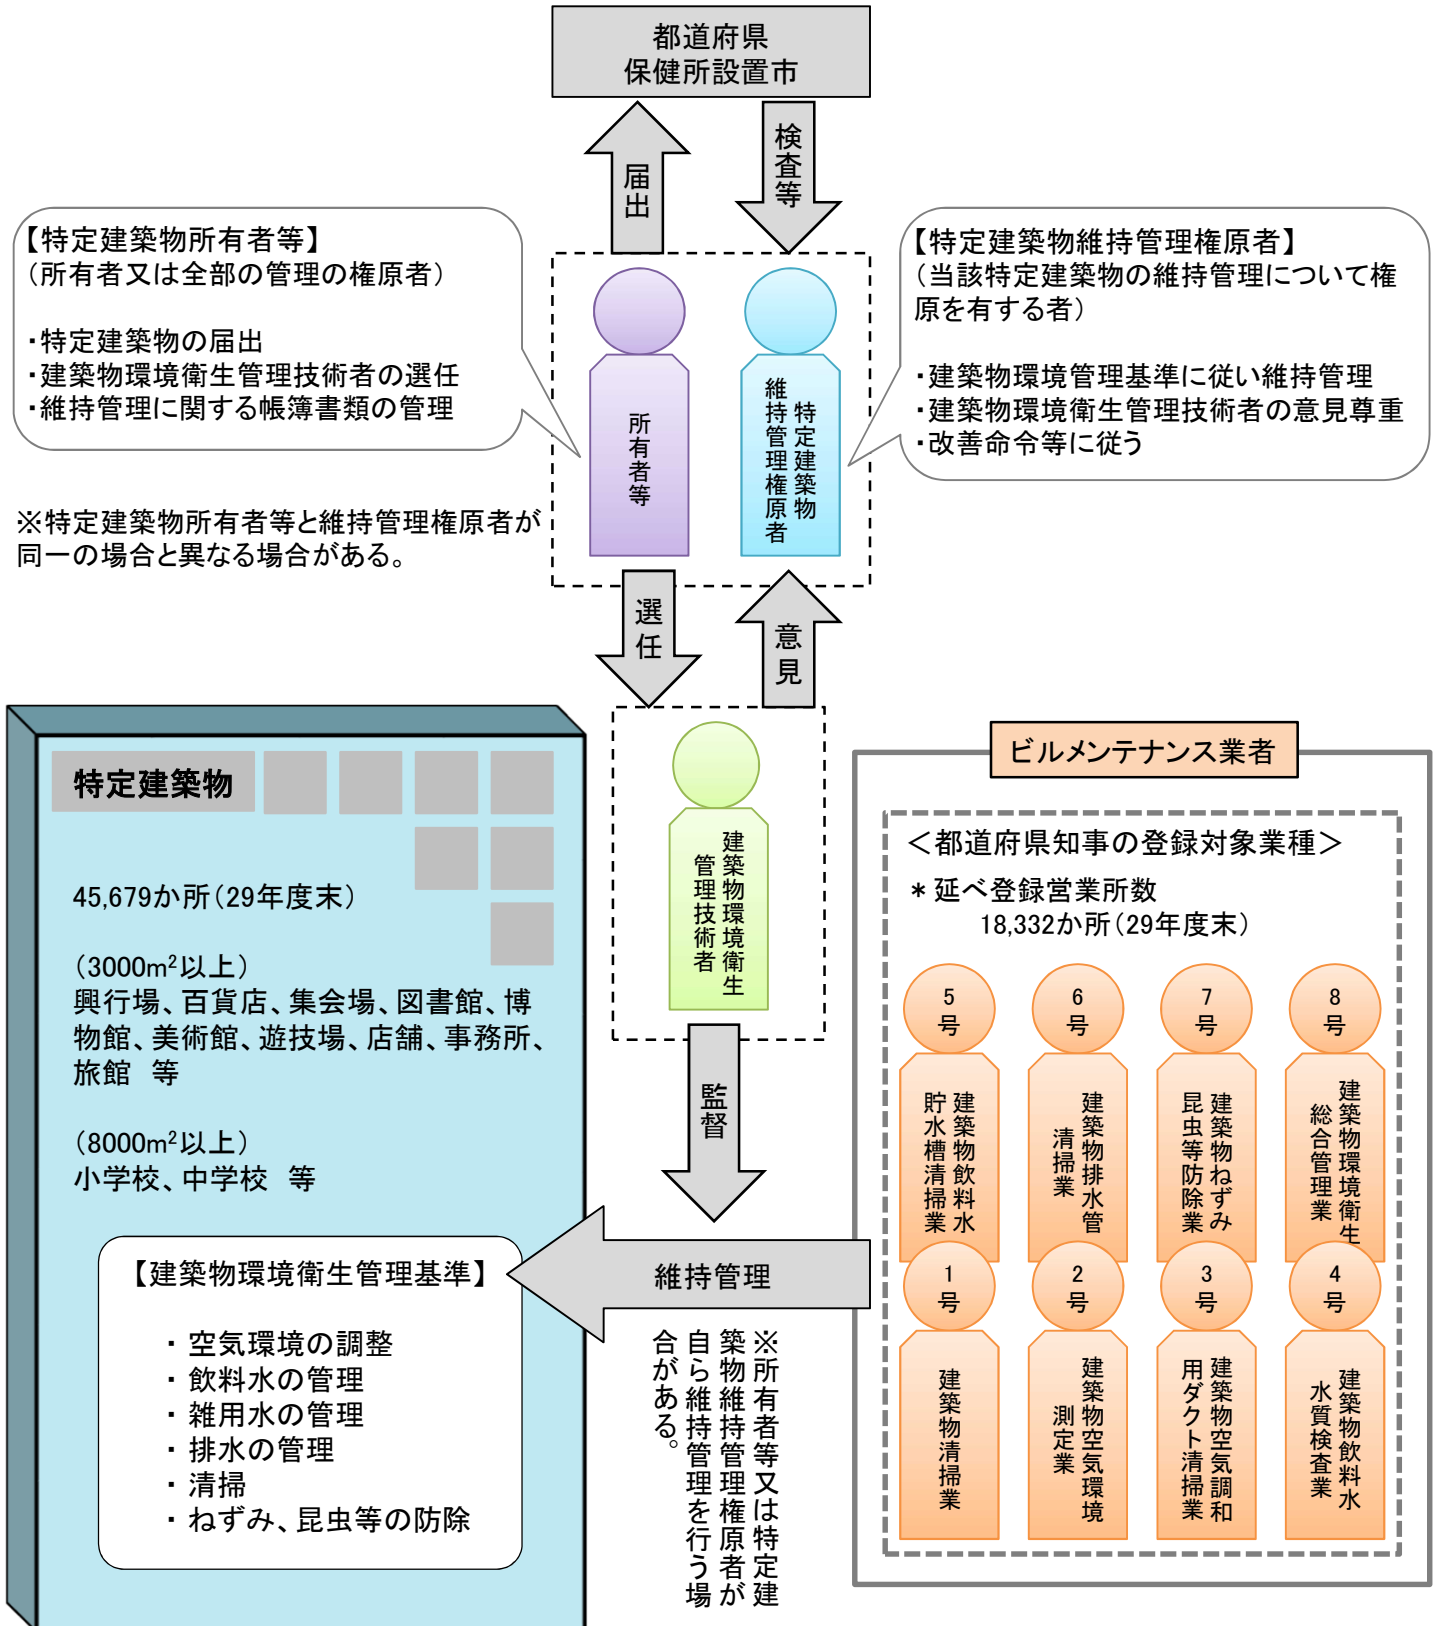 都道府県
保健所設置市
届出
検査等
【特定建築物所有者等】
（所有者又は全部の管理の権原者）
・特定建築物の届出
・建築物環境衛生管理技術者の選任
・維持管理に関する帳簿書類の管理
【特定建築物維持管理権原者】
（当該特定建築物の維持管理について権
原を有する者）
・建築物環境管理基準に従い維持管理
・建築物環境衛生管理技術者の意見尊重
・改善命令等に従う
所有者等
特定建築物
維持管理権原者
※特定建築物所有者等と維持管理権原者が
同一の場合と異なる場合がある。
選任
意見
建築物環境衛生
管理技術者
監督
特定建築物
45,679か所（29年度末）
（3000m²以上）
興行場、百貨店、集会場、図書館、博
物館、美術館、遊技場、店舗、事務所、
旅館　等
（8000m²以上）
小学校、中学校　等
【建築物環境衛生管理基準】
・ 空気環境の調整
・ 飲料水の管理
・ 雑用水の管理
・ 排水の管理
・ 清掃
・ ねずみ、昆虫等の防除
維持管理
※所有者等又は特定建
築物維持管理権原者が
自ら維持管理を行う場
合がある。
ビルメンテナンス業者
＜都道府県知事の登録対象業種＞
＊延べ登録営業所数
18,332か所（29年度末）
5
号
建築物飲料水
貯水槽清掃業
6
号
建築物排水管
清掃業
7
号
建築物ねずみ
昆虫等防除業
8
号
建築物環境衛生
総合管理業
1
号
建築物清掃業
2
号
建築物空気環境
測定業
3
号
建築物空気調和
用ダクト清掃業
4
号
建築物飲料水
水質検査業